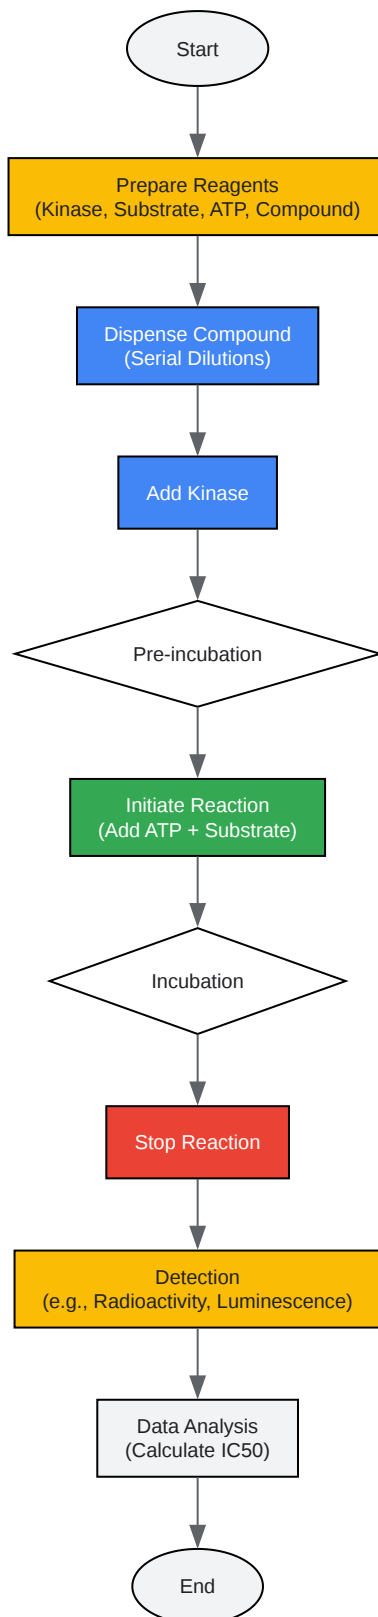 Start
Prepare Reagents
(Kinase, Substrate, ATP, Compound)
Dispense Compound
(Serial Dilutions)
Add Kinase
Pre-incubation
Initiate Reaction
(Add ATP + Substrate)
Incubation
Stop Reaction
Detection
(e.g., Radioactivity, Luminescence)
Data Analysis
(Calculate IC50)
End